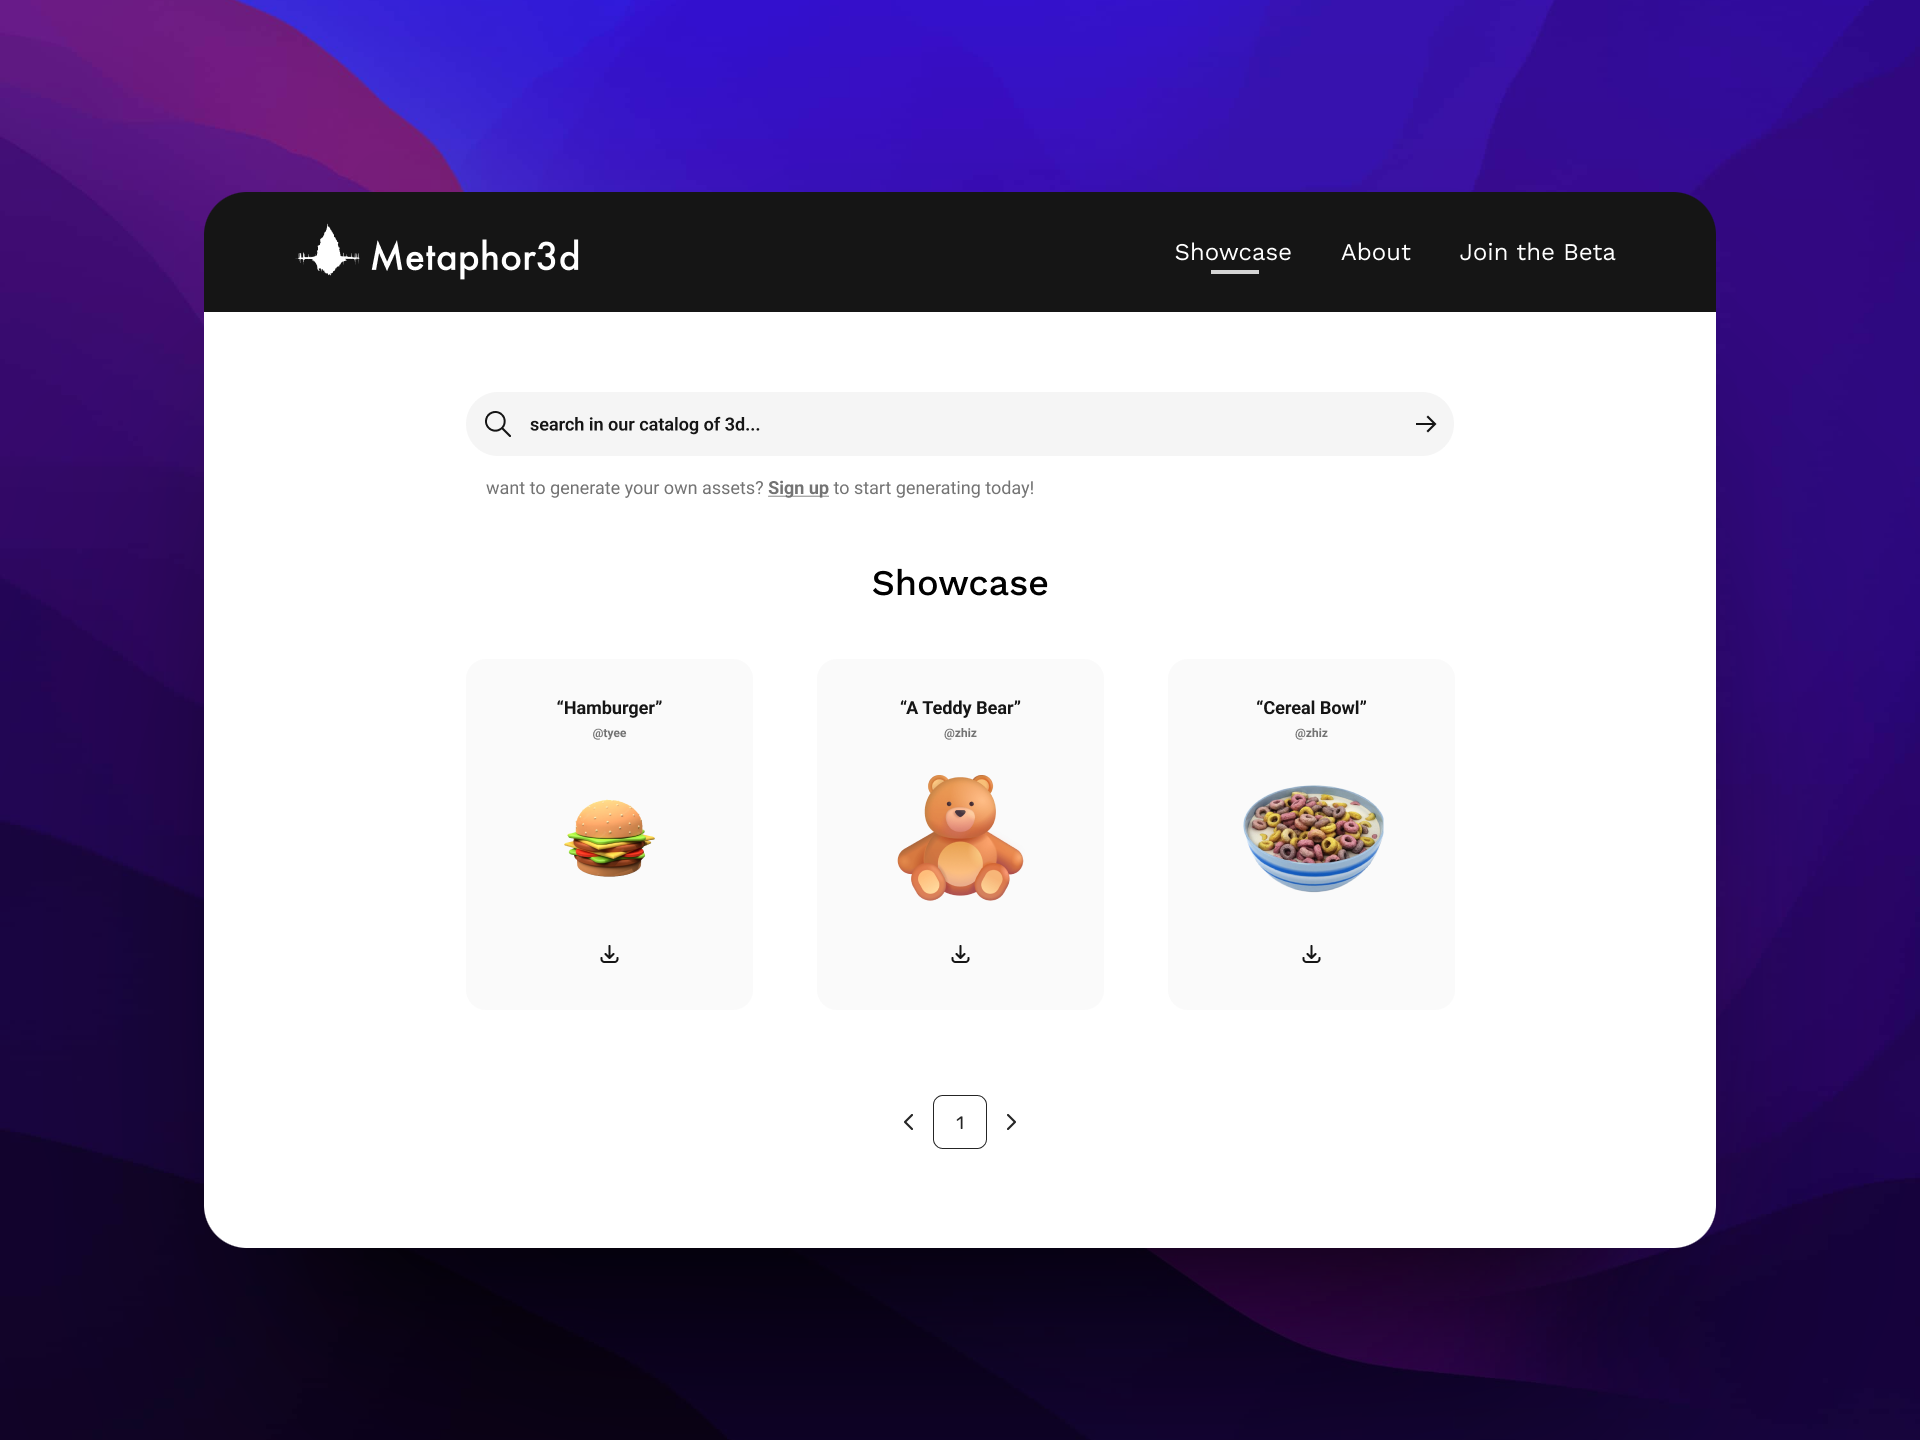 Metaphor3d
Showcase
About
Join the Beta
search in our catalog of 3d...
want to generate your own assets? Sign up to start generating today!
Showcase
“Hamburger”
@tyee
“A Teddy Bear”
@zhiz
“Cereal Bowl”
@zhiz
1